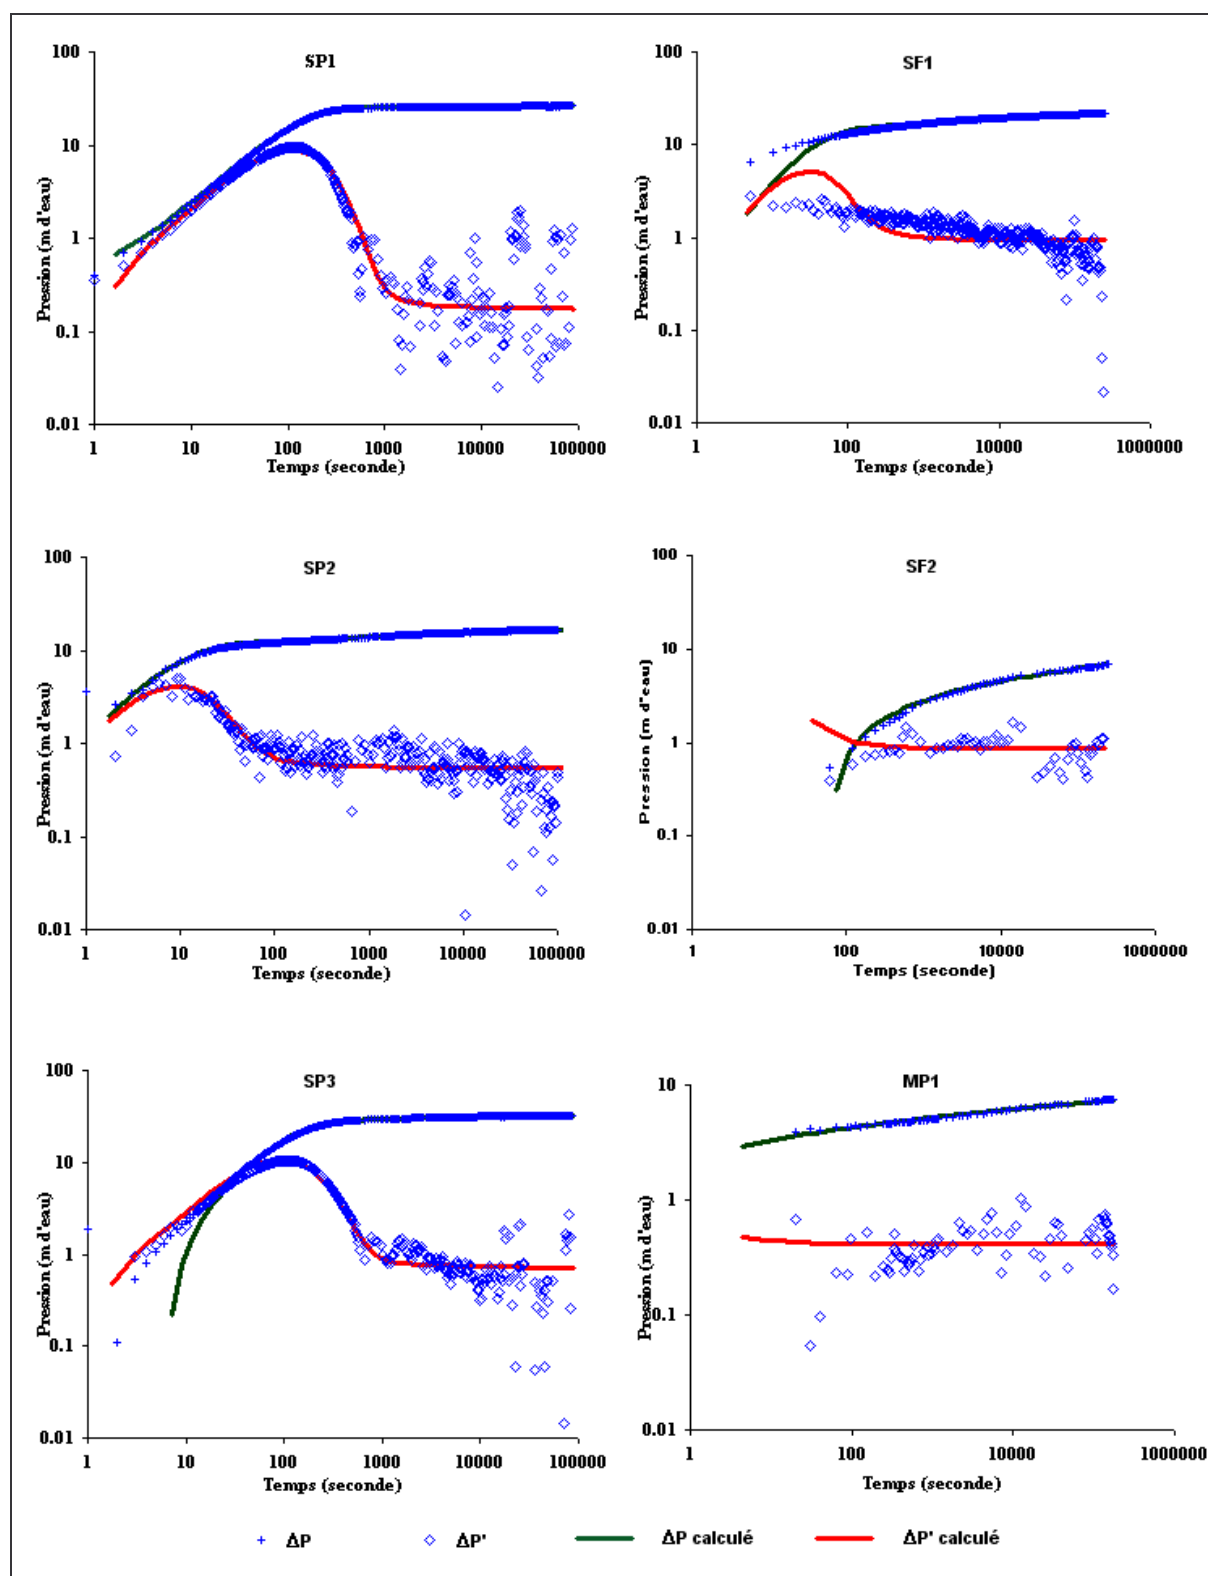 SP1
100
10
1
0.1
0.01
Pression (m d'eau)
1 10 100 1000 10000 100000
Temps (seconde)
SF1
100
10
1
0.1
0.01
Pression (m d'eau)
1 100 10000 1000000
Temps (seconde)
SP2
100
10
1
0.1
0.01
Pression (m d'eau)
1 10 100 1000 10000 100000
Temps (seconde)
SF2
100
10
1
0.1
0.01
Pression (m d'eau)
1 100 10000 1000000
Temps (seconde)
SP3
100
10
1
0.1
0.01
Pression (m d'eau)
1 10 100 1000 10000 100000
Temps (seconde)
MP1
10
1
0.1
0.01
Pression (m d'eau)
1 100 10000 1000000
Temps (seconde)
ΔP ΔP' ΔP calculé ΔP' calculé